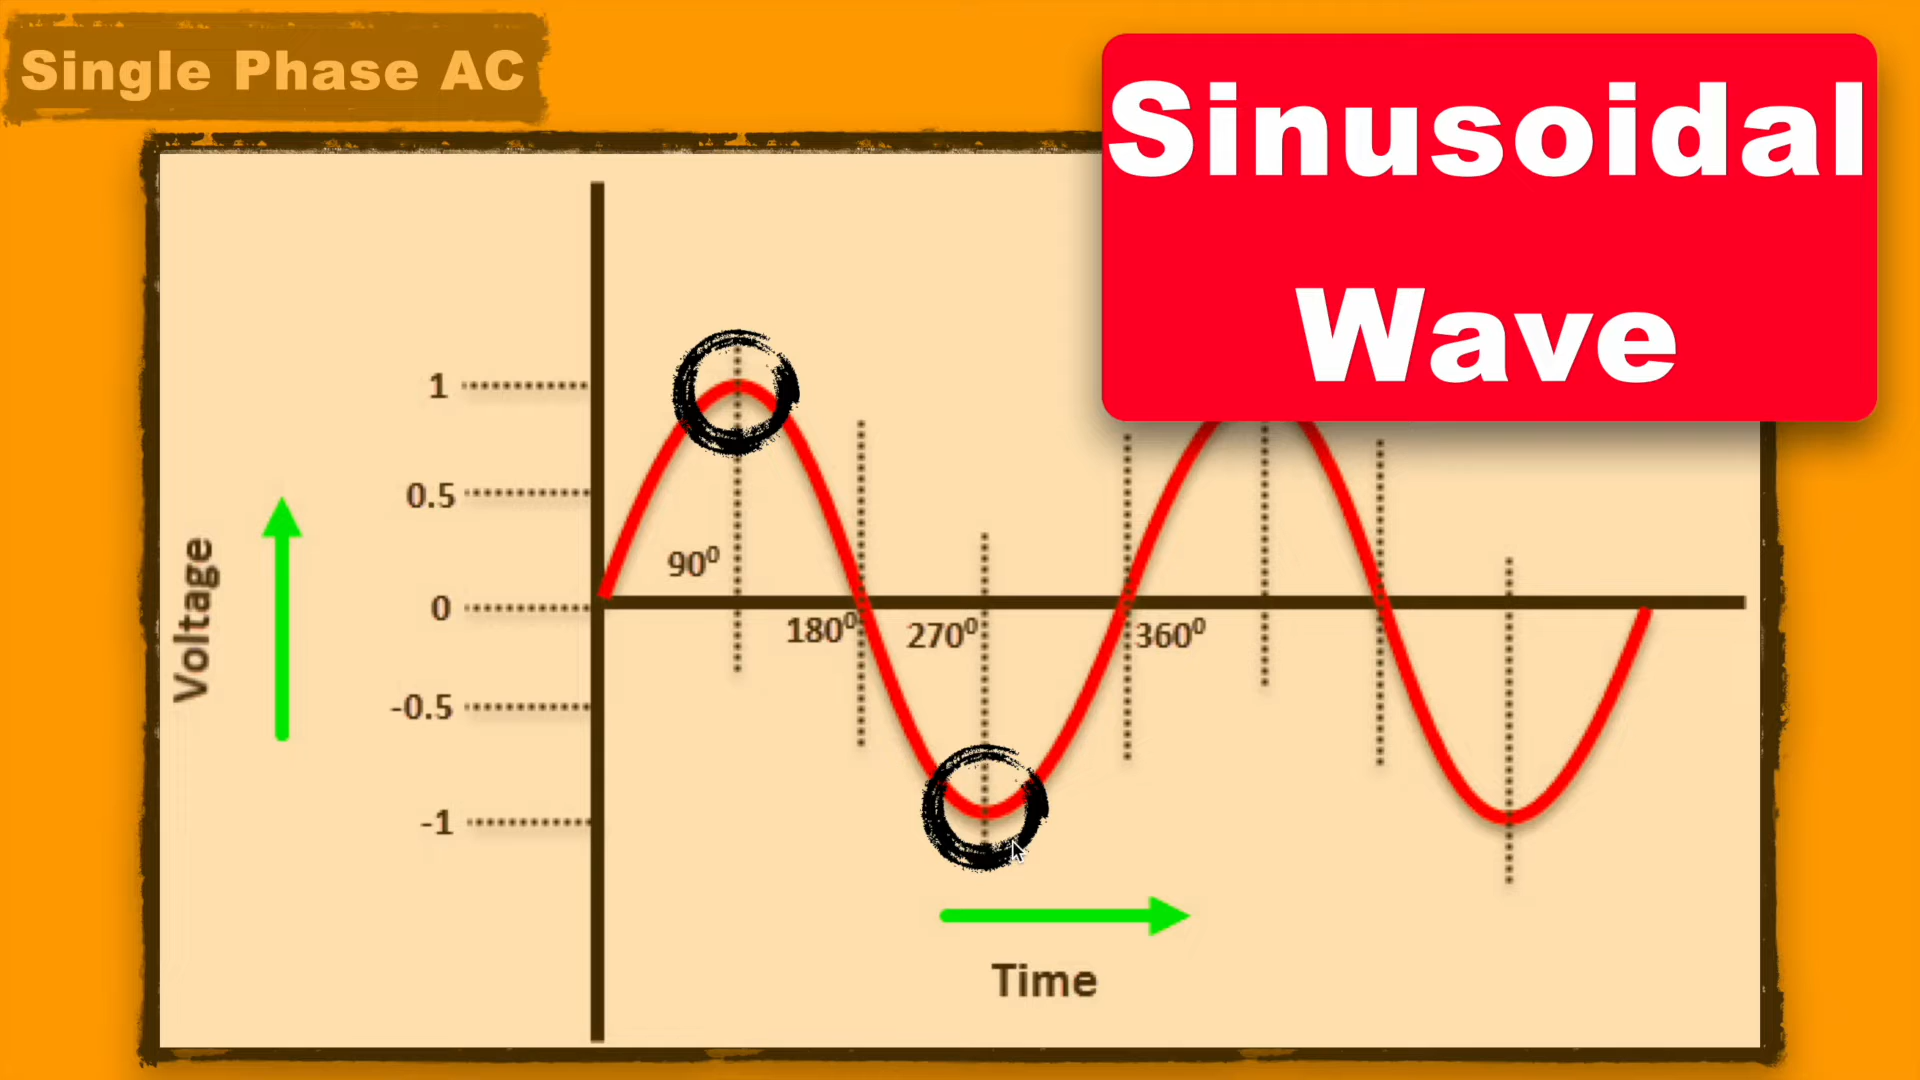 Single Phase AC
Sinusoidal
Wave
1
0.5
90⁰
0
180⁰
270⁰
360⁰
-0.5
-1
Voltage
Time